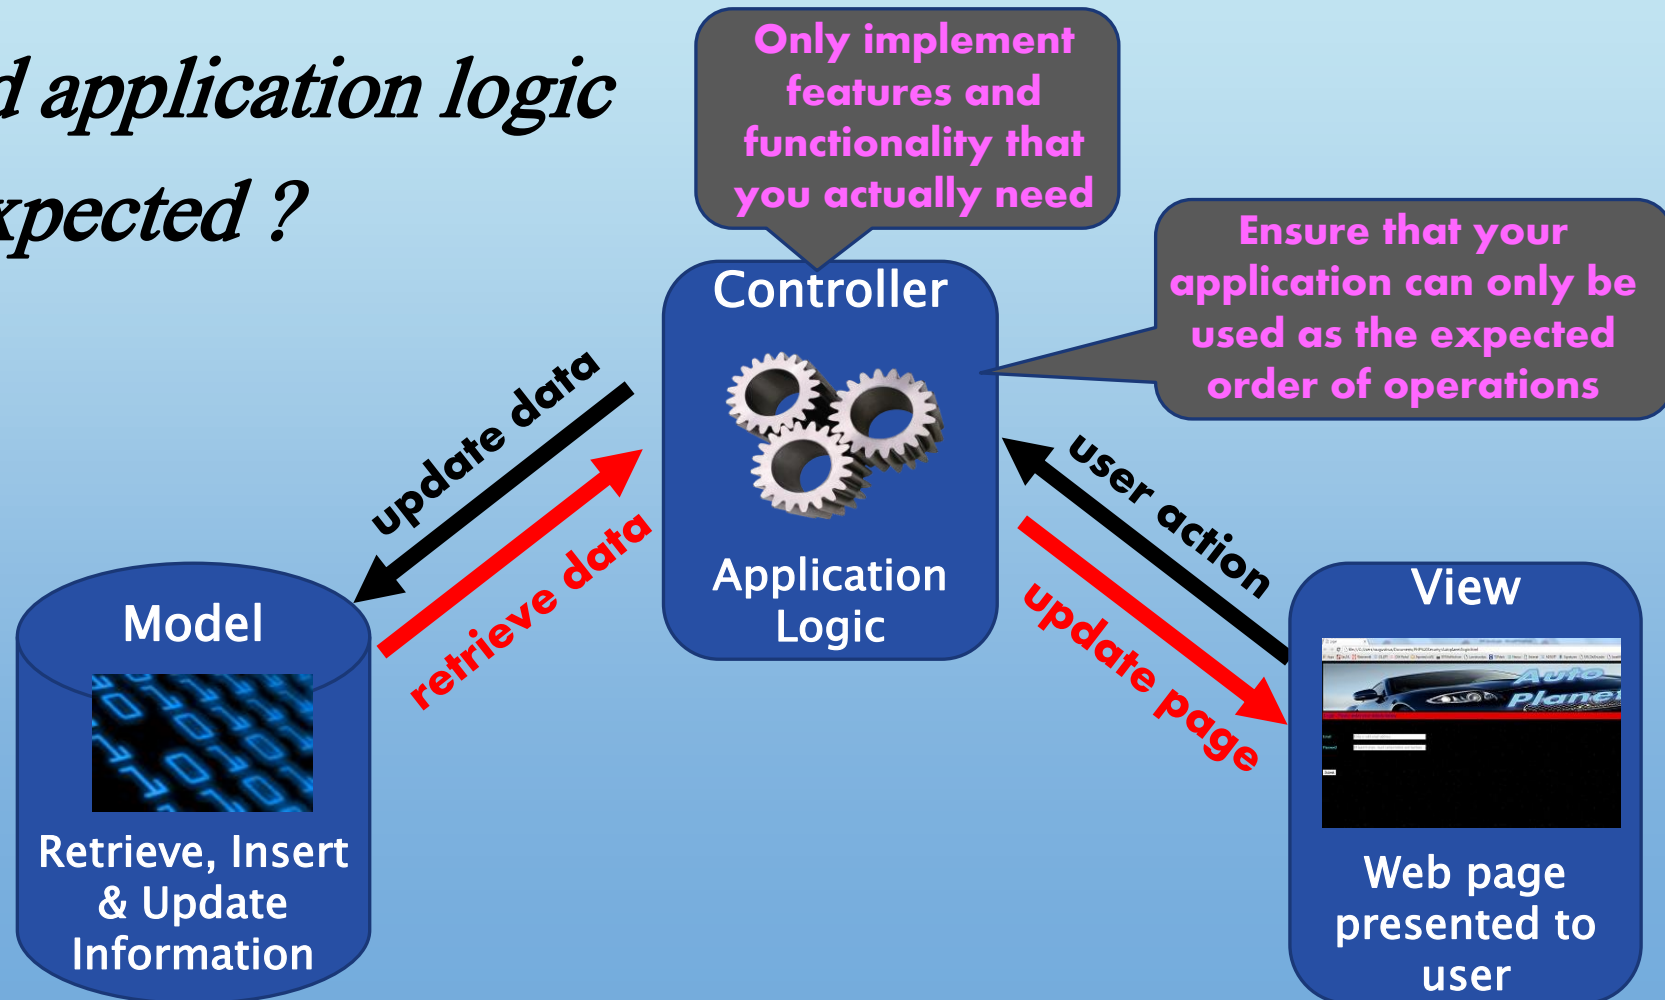 d application logic
xpected ?
Only implement
features and
functionality that
you actually need
Ensure that your
application can only be
used as the expected
order of operations
Controller
Application
Logic
update data
retrieve data
user action
update page
Model
Retrieve, Insert
& Update
Information
View
Auto
Planet
Web page
presented to
user